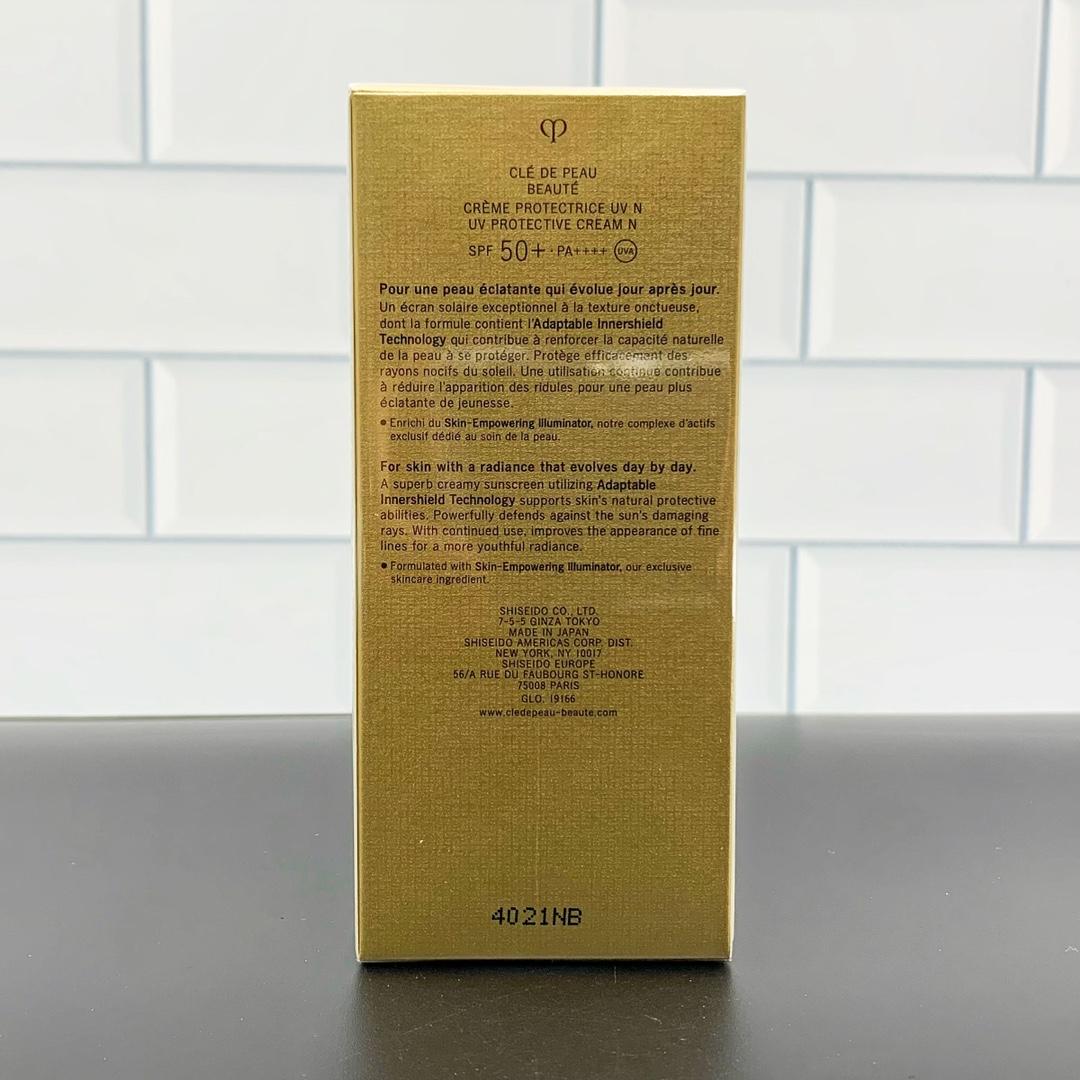 CLÉ DE PEAU
BEAUTÉ
CRÈME PROTECTRICE UV N
UV PROTECTIVE CREAM N
SPF 50+·PA++++ UVA
Pour une peau éclatante qui évolue jour après jour.
Un écran solaire exceptionnel à la texture onctueuse,
dont la formule contient l'Adaptable Innershield
Technology qui contribue à renforcer la capacité naturelle
de la peau à se protéger. Protège efficacement des
rayons nocifs du soleil. Une utilisation continue contribue
à réduire l'apparition des ridules pour une peau plus
éclatante de jeunesse.
• Enrichi du Skin-Empowering Illuminator, notre complexe d'actifs
exclusif dédié au soin de la peau.
For skin with a radiance that evolves day by day.
A superb creamy sunscreen utilizing Adaptable
Innershield Technology supports skin's natural protective
abilities. Powerfully defends against the sun's damaging
rays. With continued use, improves the appearance of fine
lines for a more youthful radiance.
• Formulated with Skin-Empowering Illuminator, our exclusive
skincare ingredient.
SHISEIDO CO., LTD.
7-5-5 GINZA TOKYO
MADE IN JAPAN
SHISEIDO AMERICAS CORP. DIST.
NEW YORK, NY 10017
SHISEIDO EUROPE
56/A RUE DU FAUBOURG ST-HONORE
75008 PARIS
GLO. 19166
www.cledepeau-beaute.com
4021NB